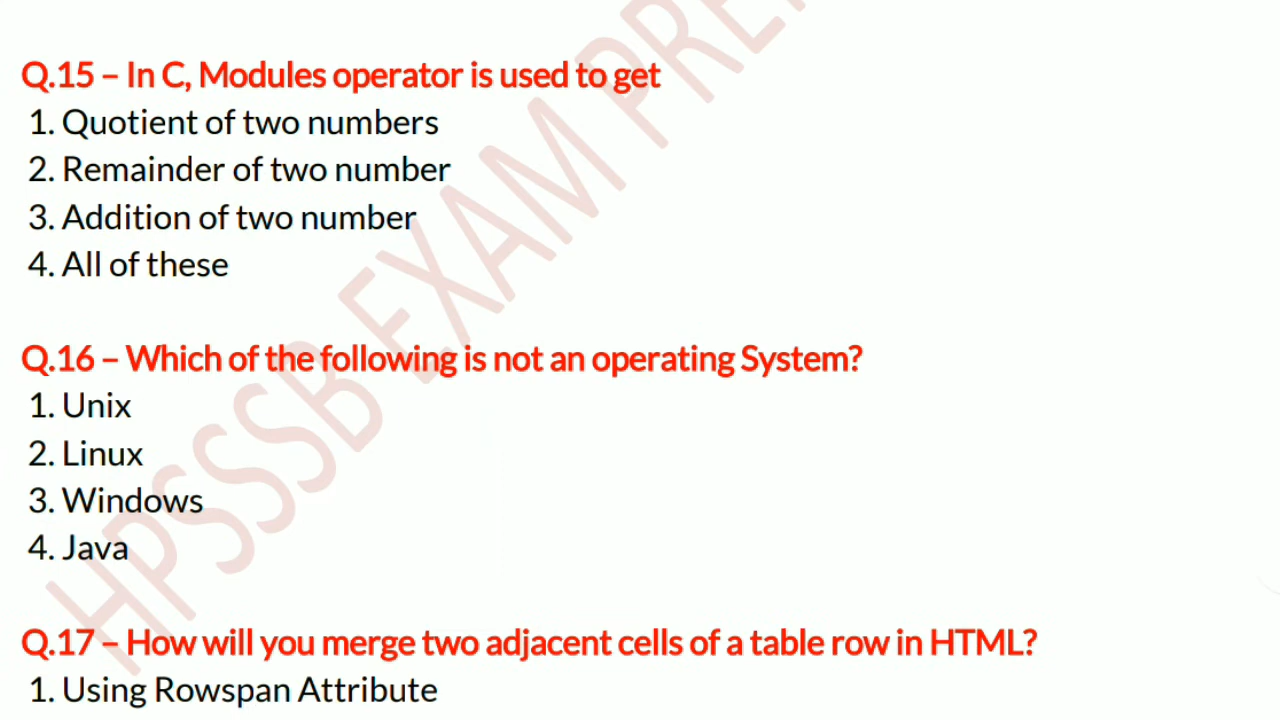 Q.15 – In C, Modules operator is used to get
1. Quotient of two numbers
2. Remainder of two number
3. Addition of two number
4. All of these
Q.16 – Which of the following is not an operating System?
1. Unix
2. Linux
3. Windows
4. Java
Q.17 – How will you merge two adjacent cells of a table row in HTML?
1. Using Rowspan Attribute
HPSSSB EXAM